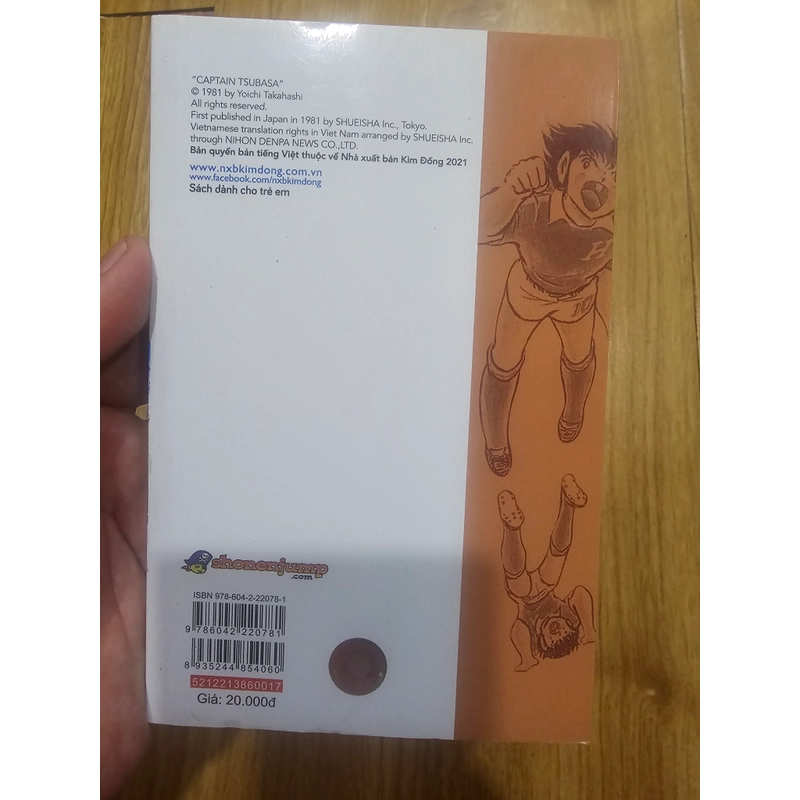 "CAPTAIN TSUBASA"
© 1981 by Yoichi Takahashi
All rights reserved.
First published in Japan in 1981 by SHUEISHA Inc., Tokyo.
Vietnamese translation rights in Viet Nam arranged by SHUEISHA Inc.
through NIHON DENPA NEWS CO.,LTD.
Bản quyền bản tiếng Việt thuộc về Nhà xuất bản Kim Đồng 2021
www.nxbkimdong.com.vn
www.facebook.com/nxbkimdong
Sách dành cho trẻ em
10
shonenjump
.com
ISBN 978-604-2-22078-1
9 786042 220781
8 935244 854060
5212213860017
Giá: 20.000đ